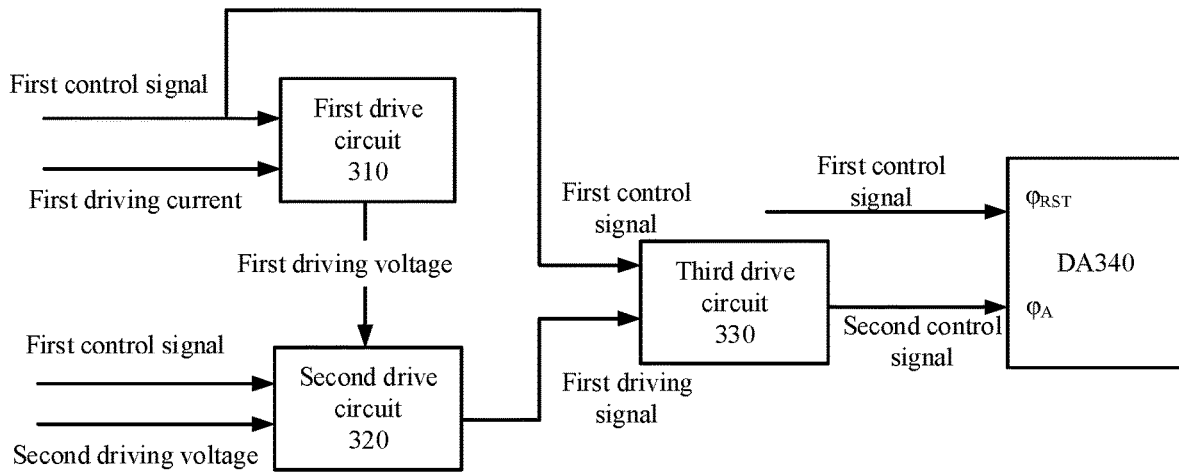 First control signal
First drive
circuit
310
First driving current
First driving voltage
First control signal
Second driving voltage
Second drive
circuit
320
First control
signal
First driving
signal
Third drive
circuit
330
First control
signal
Second control
signal
φRST
DA340
φA